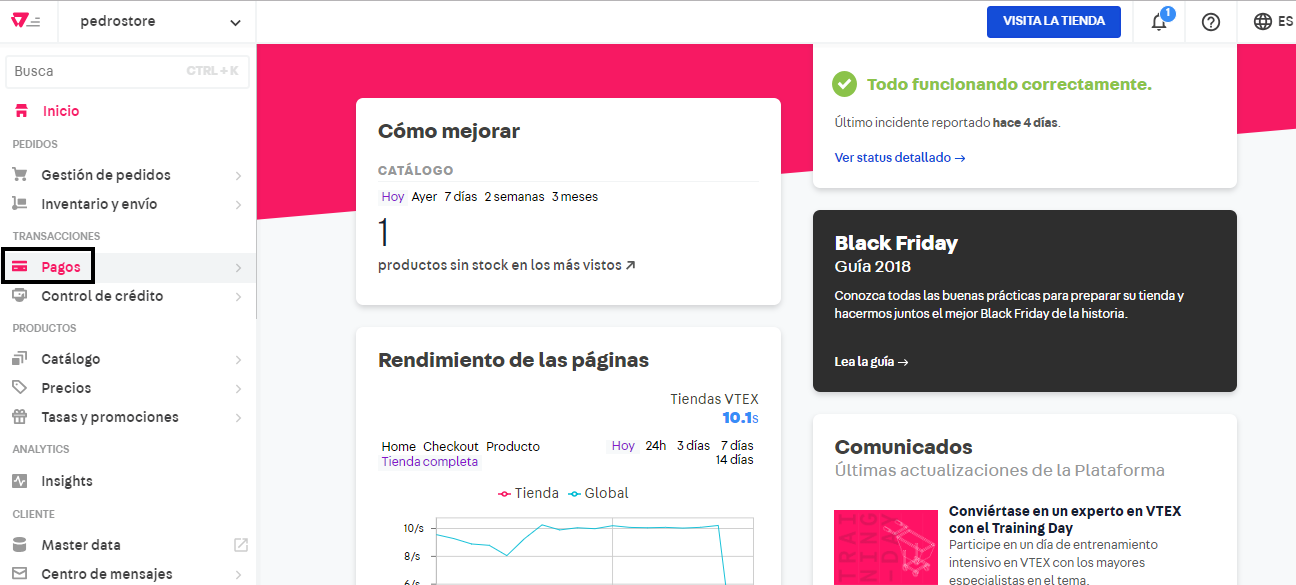 pedrostore
VISITA LA TIENDA
1
ES
Busca
CTRL + K
Inicio
PEDIDOS
Gestión de pedidos
Inventario y envío
TRANSACCIONES
Pagos
Control de crédito
PRODUCTOS
Catálogo
Precios
Tasas y promociones
ANALYTICS
Insights
CLIENTE
Master data
Centro de mensajes
Cómo mejorar
CATÁLOGO
Hoy Ayer 7 días 2 semanas 3 meses
1
productos sin stock en los más vistos ↗
Rendimiento de las páginas
Tiendas VTEX
10.1s
Home Checkout Producto
Tienda completa
Hoy 24h 3 días 7 días
14 días
Tienda Global
10/s
8/s
6/s
Todo funcionando correctamente.
Último incidente reportado hace 4 días.
Ver status detallado →
Black Friday
Guía 2018
Conozca todas las buenas prácticas para preparar su tienda y
hacermos juntos el mejor Black Friday de la historia.
Lea la guía →
Comunicados
Últimas actualizaciones de la Plataforma
TRAI
NING
-DAY
Conviértase en un experto en VTEX
con el Training Day
Participe en un día de entrenamiento
intensivo en VTEX con los mayores
especialistas en el tema.